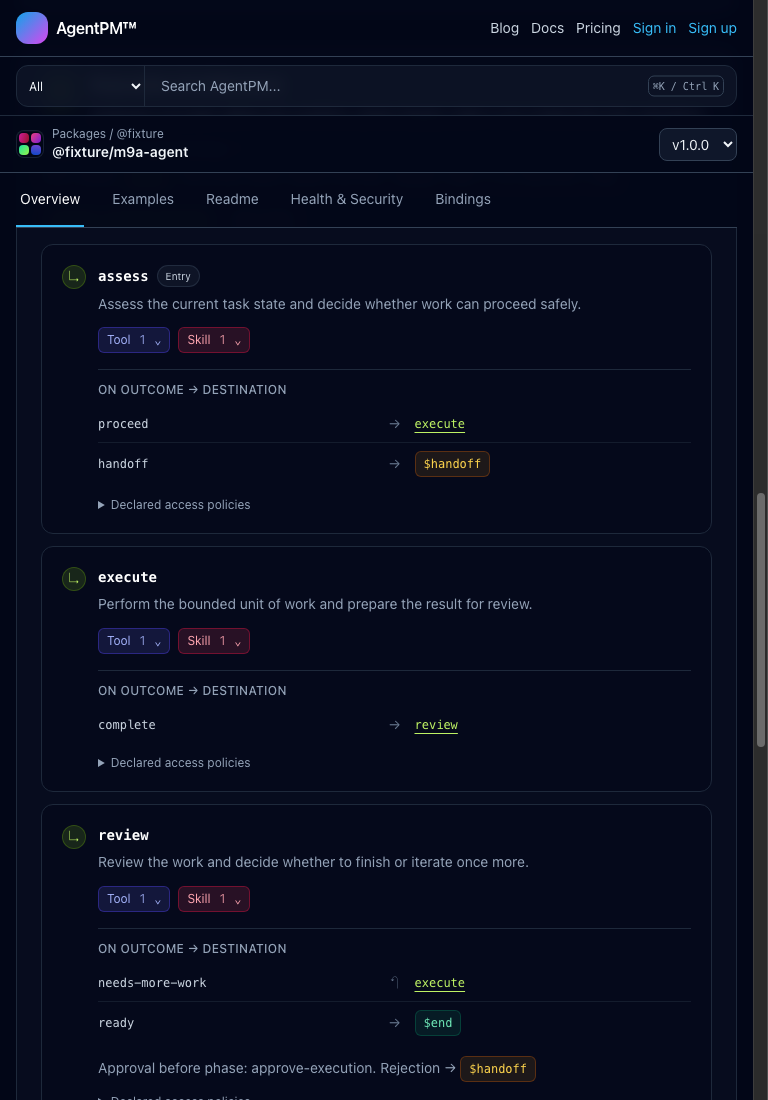 AgentPM™ Blog Docs Pricing Sign in Sign up
All Search AgentPM... ⌘K / Ctrl K
Packages / @fixture
@fixture/m9a-agent v1.0.0
Overview Examples Readme Health & Security Bindings
assess Entry
Assess the current task state and decide whether work can proceed safely.
Tool 1 Skill 1
ON OUTCOME → DESTINATION
proceed → execute
handoff → $handoff
Declared access policies
execute
Perform the bounded unit of work and prepare the result for review.
Tool 1 Skill 1
ON OUTCOME → DESTINATION
complete → review
Declared access policies
review
Review the work and decide whether to finish or iterate once more.
Tool 1 Skill 1
ON OUTCOME → DESTINATION
needs-more-work execute
ready → $end
Approval before phase: approve-execution. Rejection → $handoff
Declared access policies